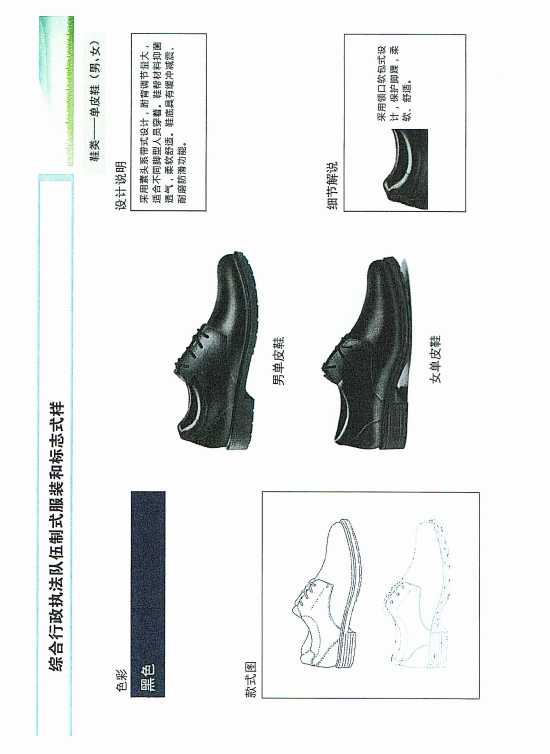 综合行政执法队伍制式服装和标志式样
鞋类——单皮鞋（男、女）
色彩
黑色
款式图
男单皮鞋
女单皮鞋
设计说明
采用素头系带式设计，跗背调节量大，
适合不同脚型人员穿着。鞋帮材料抑菌
透气，柔软舒适。鞋底具有缓冲减震、
耐磨防滑功能。
细节解说
采用领口软包式设
计，保护脚踝，柔
软、舒适。